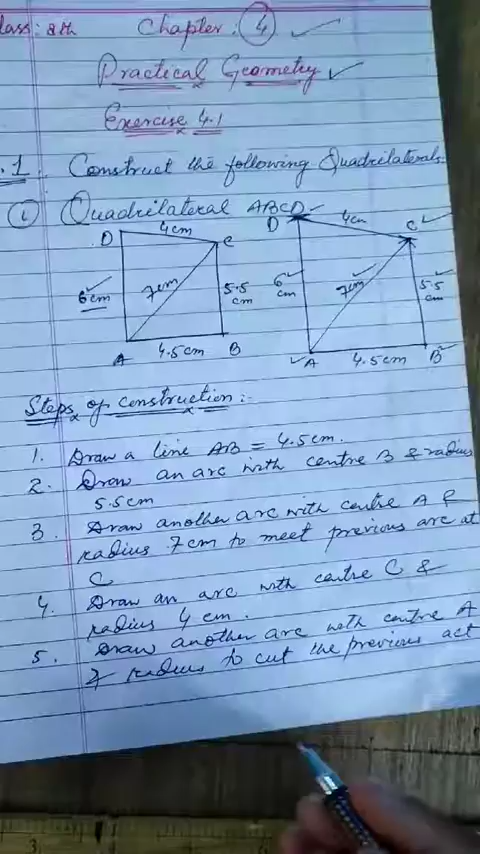 lass: 8th Chapter: 4
Practical Geometry
Exercise 4.1
.1 Construct the following Quadrilaterals.
(i) Quadrilateral ABCD
D 4cm C
6cm 7cm 5.5 cm
A 4.5cm B
D 4cm C
6 cm 7cm 5.5 cm
A 4.5cm B
Steps of construction:-
1. Draw a line AB = 4.5cm.
2. Draw an arc with centre B & radius
5.5cm
3. Draw another arc with centre A &
radius 7cm to meet previous arc at
C
4. Draw an arc with centre C &
radius 4 cm.
5. Draw another arc with centre A
& radius to cut the previous act
3